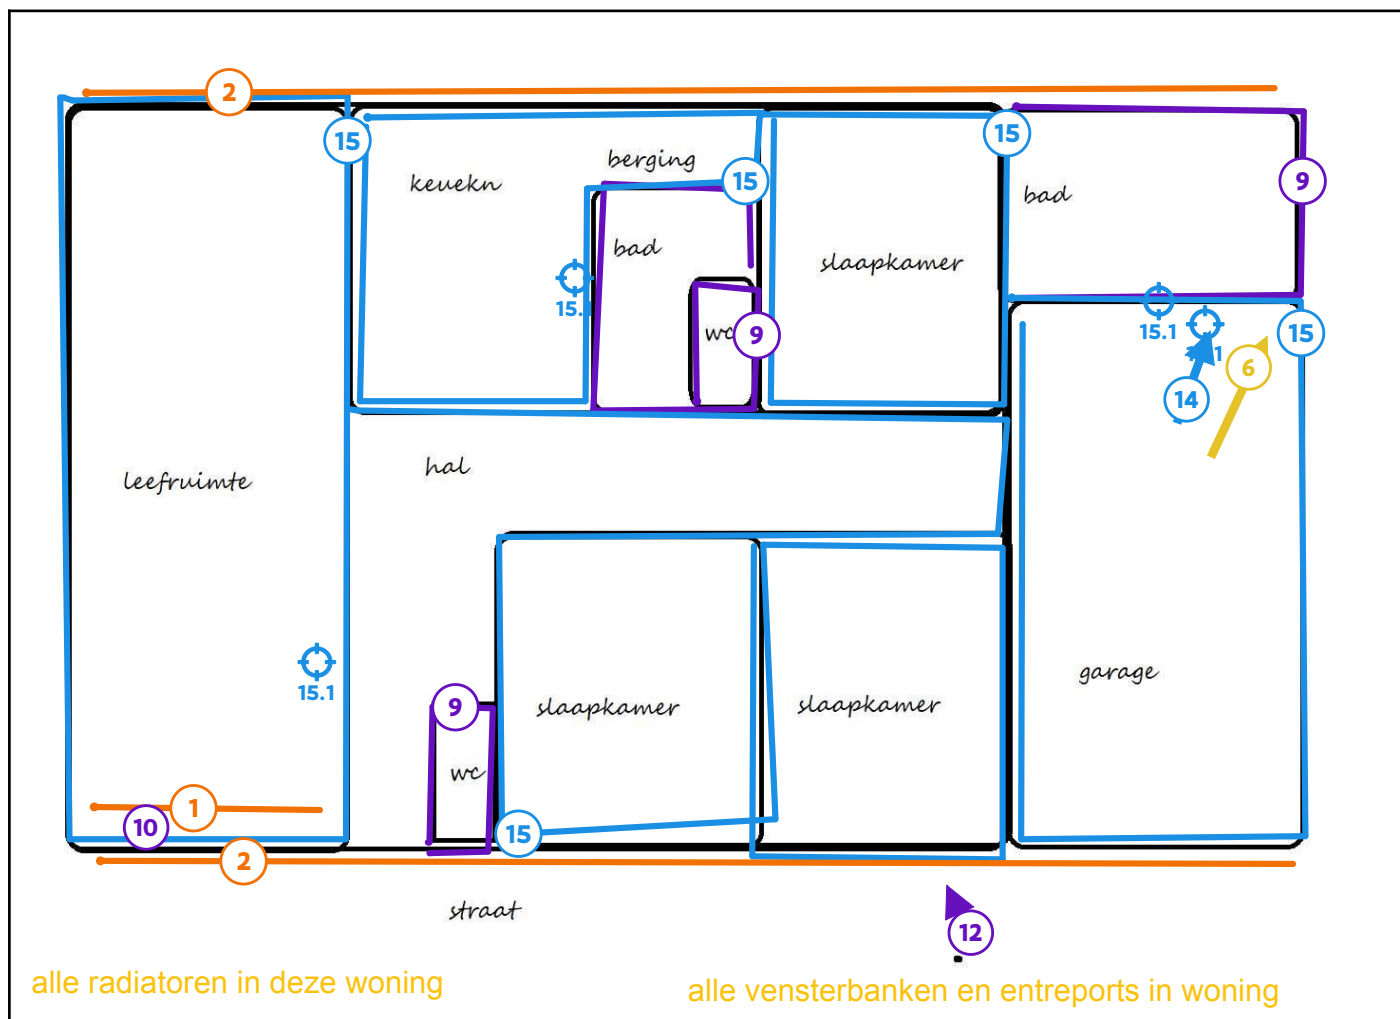 2
15
15
berging
keuekn
15
9
bad
bad
slaapkamer
15.1
15.1
15
wc
9
15.1
6
14
hal
leefruimte
garage
15.1
9
slaapkamer
slaapkamer
wc
1
10
15
2
straat
12
alle radiatoren in deze woning
alle vensterbanken en entreports in woning